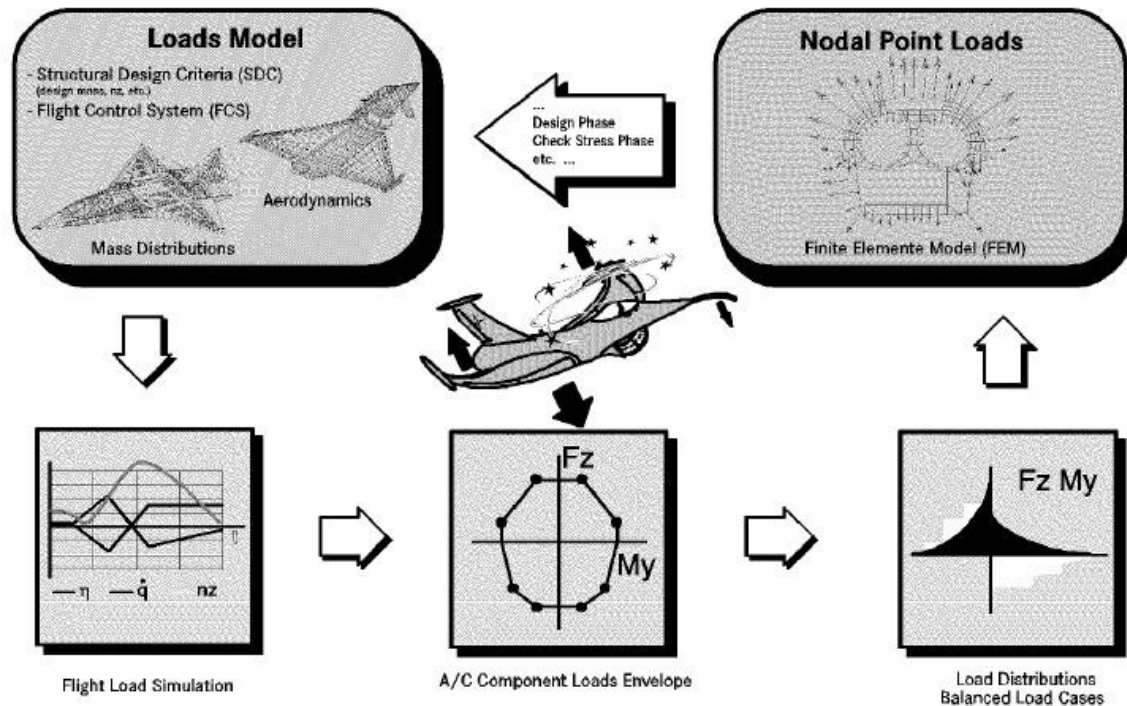 Loads Model
- Structural Design Criteria (SDC)
(design mass, nz, etc.)
- Flight Control System (FCS)
Aerodynamics
Mass Distributions
...
Design Phase
Check Stress Phase
etc. ...
Nodal Point Loads
Finite Elemente Model (FEM)
η q̇ nz
Flight Load Simulation
Fz
My
A/C Component Loads Envelope
Fz My
Load Distributions
Balanced Load Cases